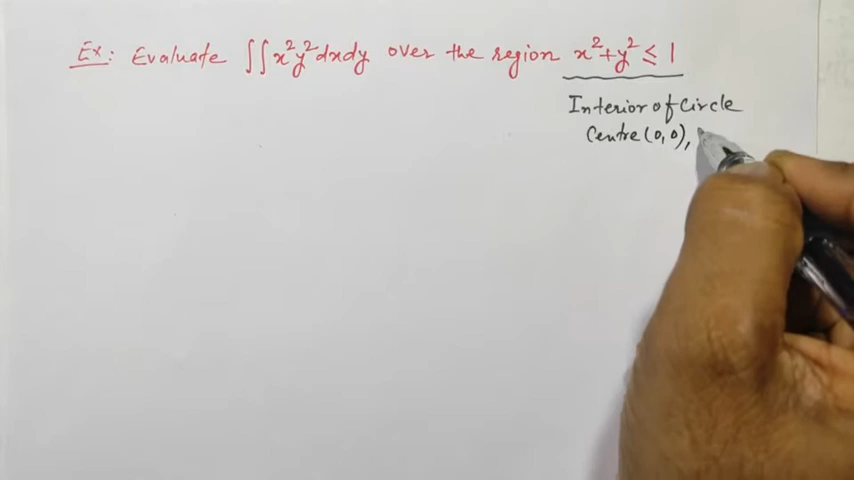 Ex: Evaluate ∫∫x²y²dxdy over the region x²+y² ≤ 1
Interior of Circle
Centre (0,0),